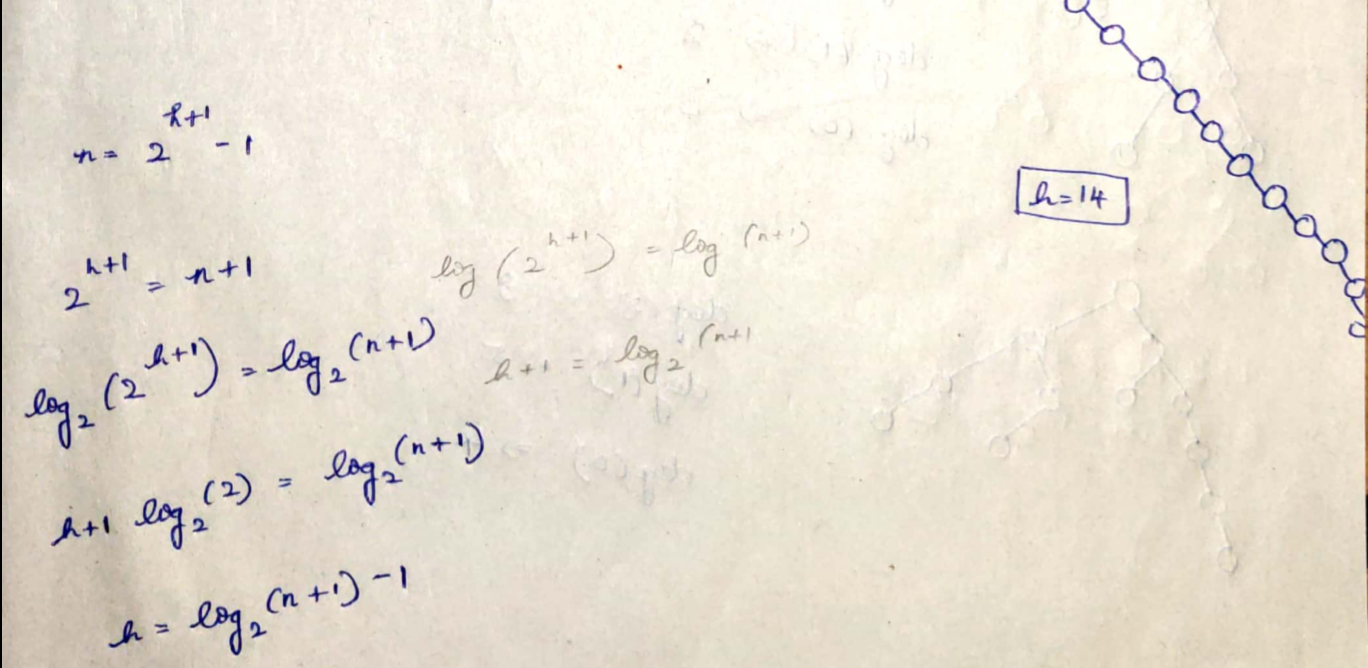 n = 2^{h+1} - 1
h=14
2^{h+1} = n+1
log (2^{h+1}) = log (n+1)
log₂ (2^{h+1}) = log₂ (n+1)
h+1 = log₂ (n+1
h+1 log₂ (2) = log₂ (n+1)
h = log₂ (n+1) - 1